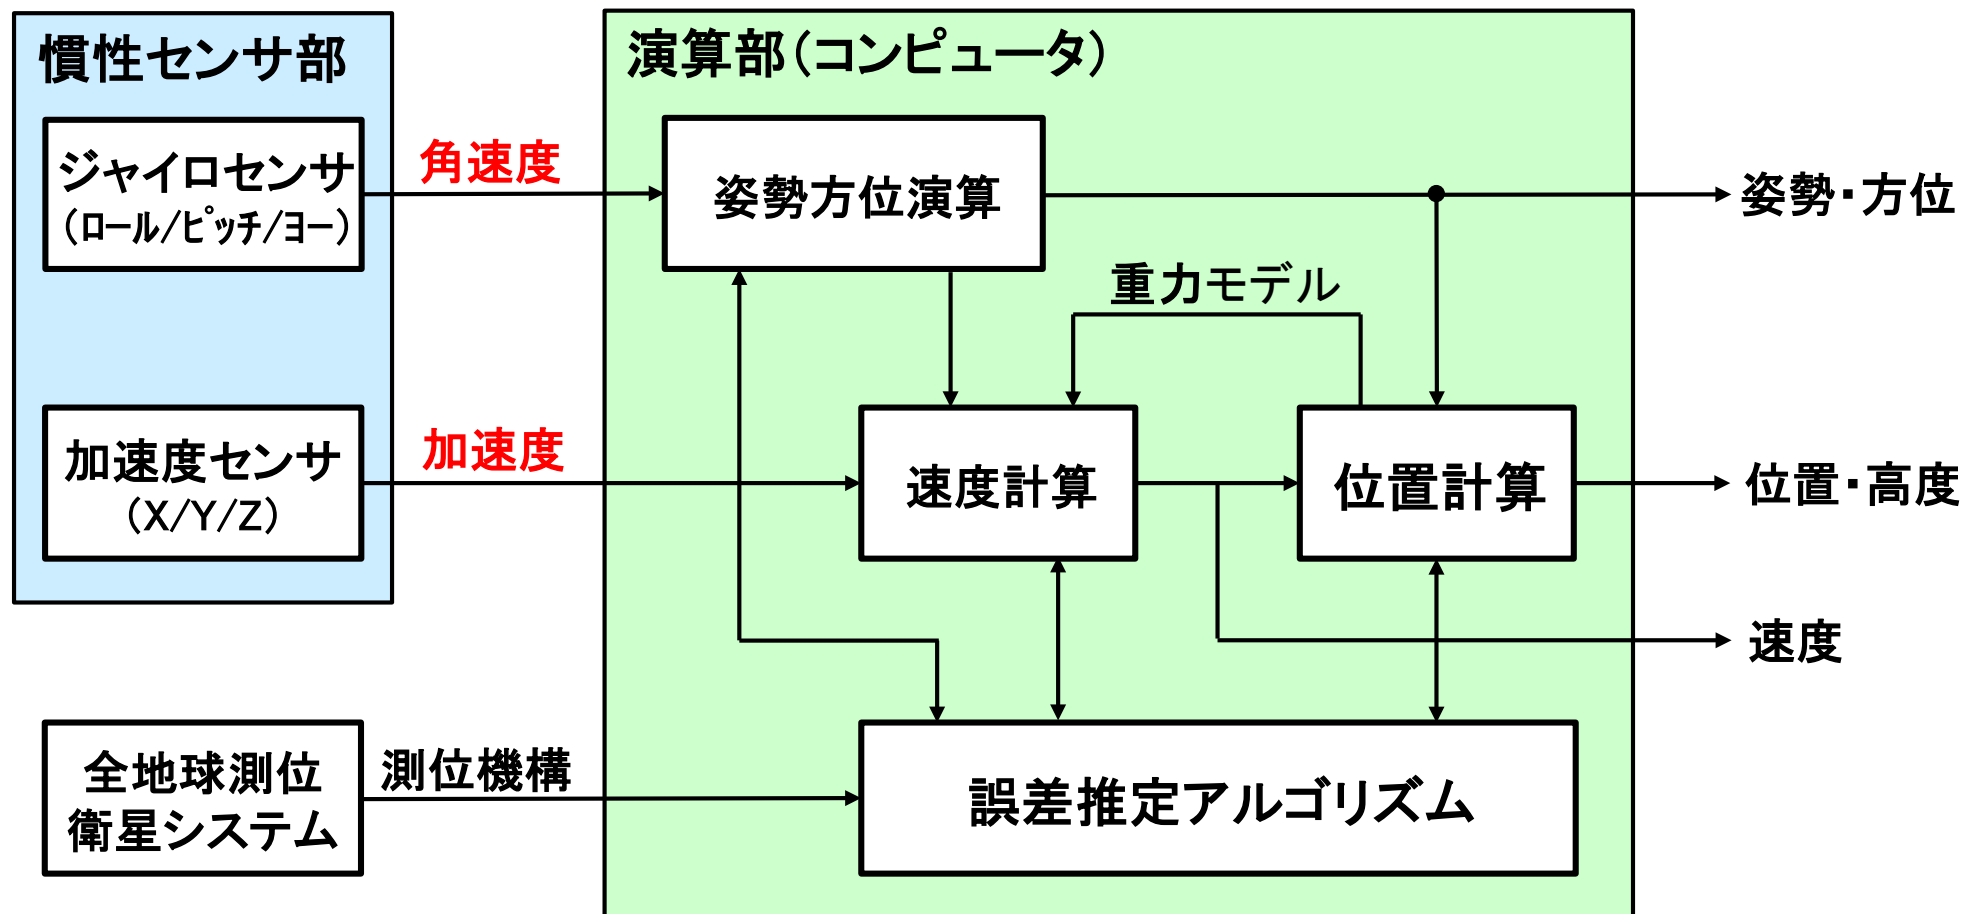 慣性センサ部
ジャイロセンサ
（ロール/ピッチ/ヨー）
角速度
加速度センサ
（X/Y/Z）
加速度
全地球測位
衛星システム
測位機構
演算部（コンピュータ）
姿勢方位演算
重力モデル
速度計算
位置計算
誤差推定アルゴリズム
姿勢・方位
位置・高度
速度